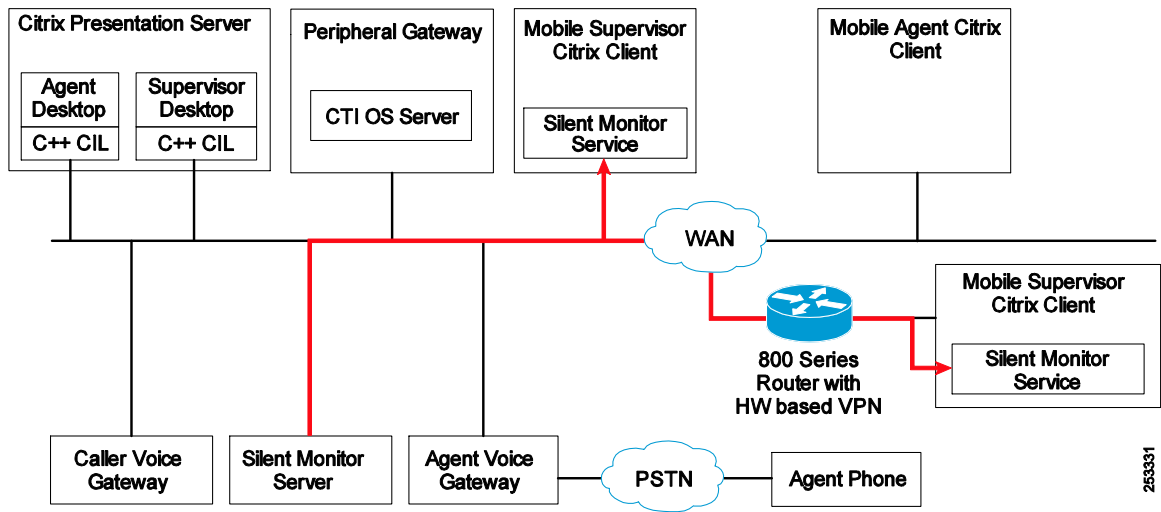 Citrix Presentation Server
Agent
Desktop
C++ CIL
Supervisor
Desktop
C++ CIL
Peripheral Gateway
CTI OS Server
Mobile Supervisor
Citrix Client
Silent Monitor
Service
Mobile Agent Citrix
Client
WAN
Mobile Supervisor
Citrix Client
Silent Monitor
Service
800 Series
Router with
HW based VPN
Caller Voice
Gateway
Silent Monitor
Server
Agent Voice
Gateway
PSTN
Agent Phone
253331